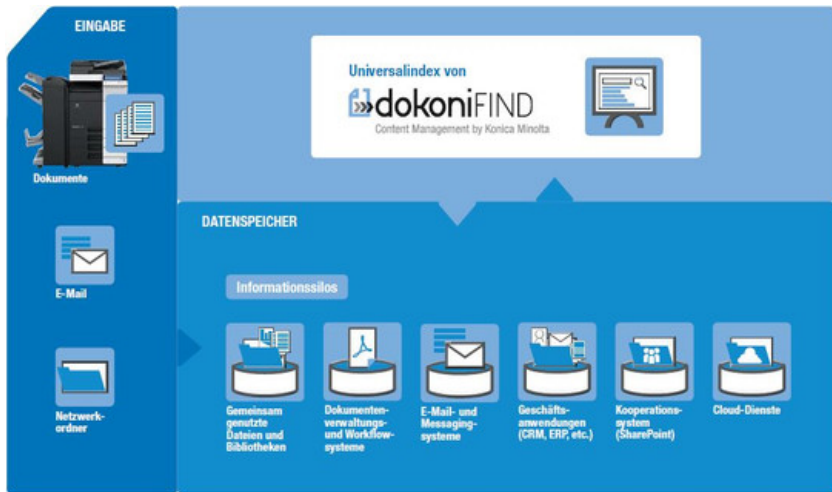 EINGABE
Dokumente
E-Mail
Netzwerk-
ordner
Universalindex von
dokoniFIND
Content Management by Konica Minolta
DATENSPEICHER
Informationssilos
Gemeinsam
genutzte
Dateien und
Bibliotheken
Dokumenten-
verwaltungs-
und Workflow-
systeme
E-Mail- und
Messaging-
systeme
Geschäfts-
anwendungen
(CRM, ERP, etc.)
Kooperations-
system
(SharePoint)
Cloud-Dienste